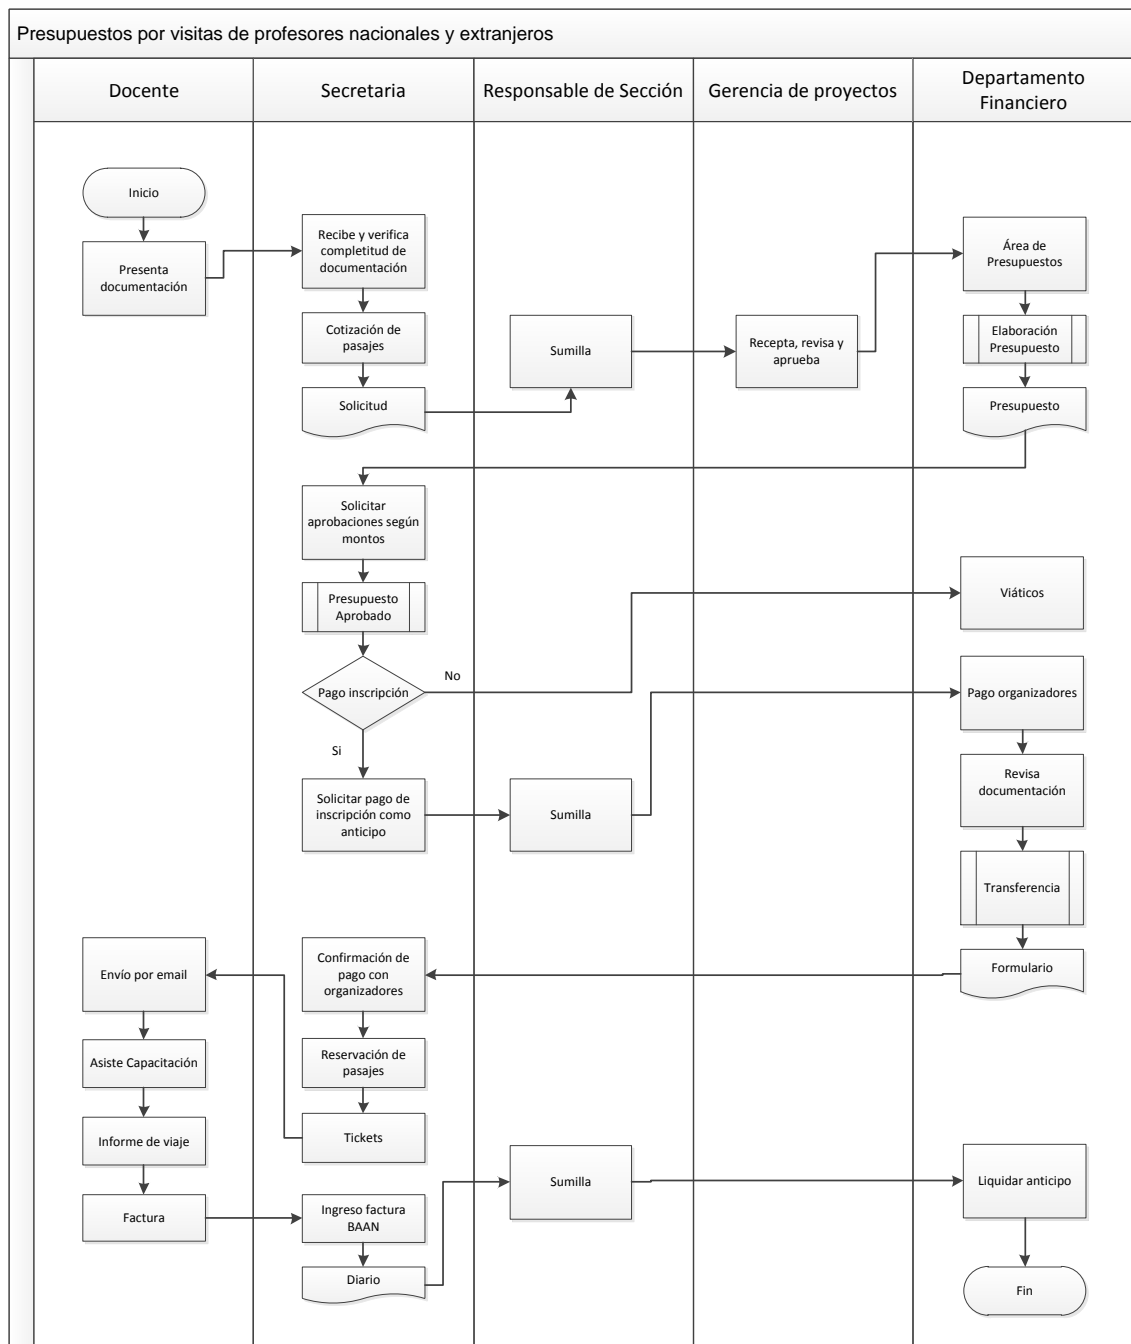 Presupuestos por visitas de profesores nacionales y extranjeros
Docente
Secretaria
Responsable de Sección
Gerencia de proyectos
Departamento
Financiero
Inicio
Presenta
documentación
Recibe y verifica
completitud de
documentación
Cotización de
pasajes
Solicitud
Sumilla
Recepta, revisa y
aprueba
Área de
Presupuestos
Elaboración
Presupuesto
Presupuesto
Solicitar
aprobaciones según
montos
Presupuesto
Aprobado
Pago inscripción
No
Si
Viáticos
Solicitar pago de
inscripción como
anticipo
Sumilla
Pago organizadores
Revisa
documentación
Transferencia
Formulario
Confirmación de
pago con
organizadores
Reservación de
pasajes
Tickets
Envío por email
Asiste Capacitación
Informe de viaje
Factura
Ingreso factura
BAAN
Diario
Sumilla
Liquidar anticipo
Fin